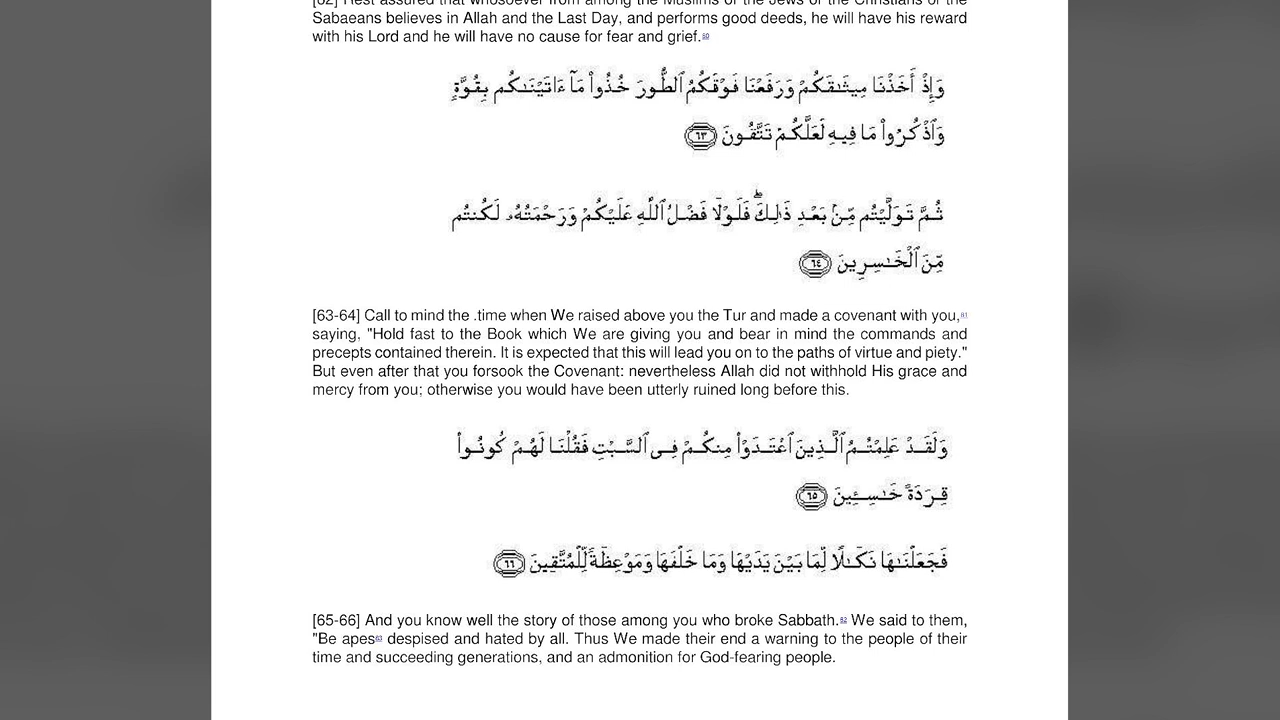 [62] Rest assured that whosoever from among the Muslims or the Jews or the Christians or the
Sabaeans believes in Allah and the Last Day, and performs good deeds, he will have his reward
with his Lord and he will have no cause for fear and grief.80
وَإِذْ أَخَذْنَا مِيثَٰقَكُمْ وَرَفَعْنَا فَوْقَكُمُ ٱلطُّورَ خُذُوا۟ مَآ ءَاتَيْنَٰكُم بِقُوَّةٍ
وَٱذْكُرُوا۟ مَا فِيهِ لَعَلَّكُمْ تَتَّقُونَ ٦٣
ثُمَّ تَوَلَّيْتُم مِّنۢ بَعْدِ ذَٰلِكَ ۖ فَلَوْلَا فَضْلُ ٱللَّهِ عَلَيْكُمْ وَرَحْمَتُهُۥ لَكُنتُم
مِّنَ ٱلْخَٰسِرِينَ ٦٤
[63-64] Call to mind the .time when We raised above you the Tur and made a covenant with you,81
saying, "Hold fast to the Book which We are giving you and bear in mind the commands and
precepts contained therein. It is expected that this will lead you on to the paths of virtue and piety."
But even after that you forsook the Covenant: nevertheless Allah did not withhold His grace and
mercy from you; otherwise you would have been utterly ruined long before this.
وَلَقَدْ عَلِمْتُمُ ٱلَّذِينَ ٱعْتَدَوْا۟ مِنكُمْ فِى ٱلسَّبْتِ فَقُلْنَا لَهُمْ كُونُوا۟
قِرَدَةً خَٰسِـِٔينَ ٦٥
فَجَعَلْنَٰهَا نَكَٰلًا لِّمَا بَيْنَ يَدَيْهَا وَمَا خَلْفَهَا وَمَوْعِظَةً لِّلْمُتَّقِينَ ٦٦
[65-66] And you know well the story of those among you who broke Sabbath.82 We said to them,
"Be apes83 despised and hated by all. Thus We made their end a warning to the people of their
time and succeeding generations, and an admonition for God-fearing people.